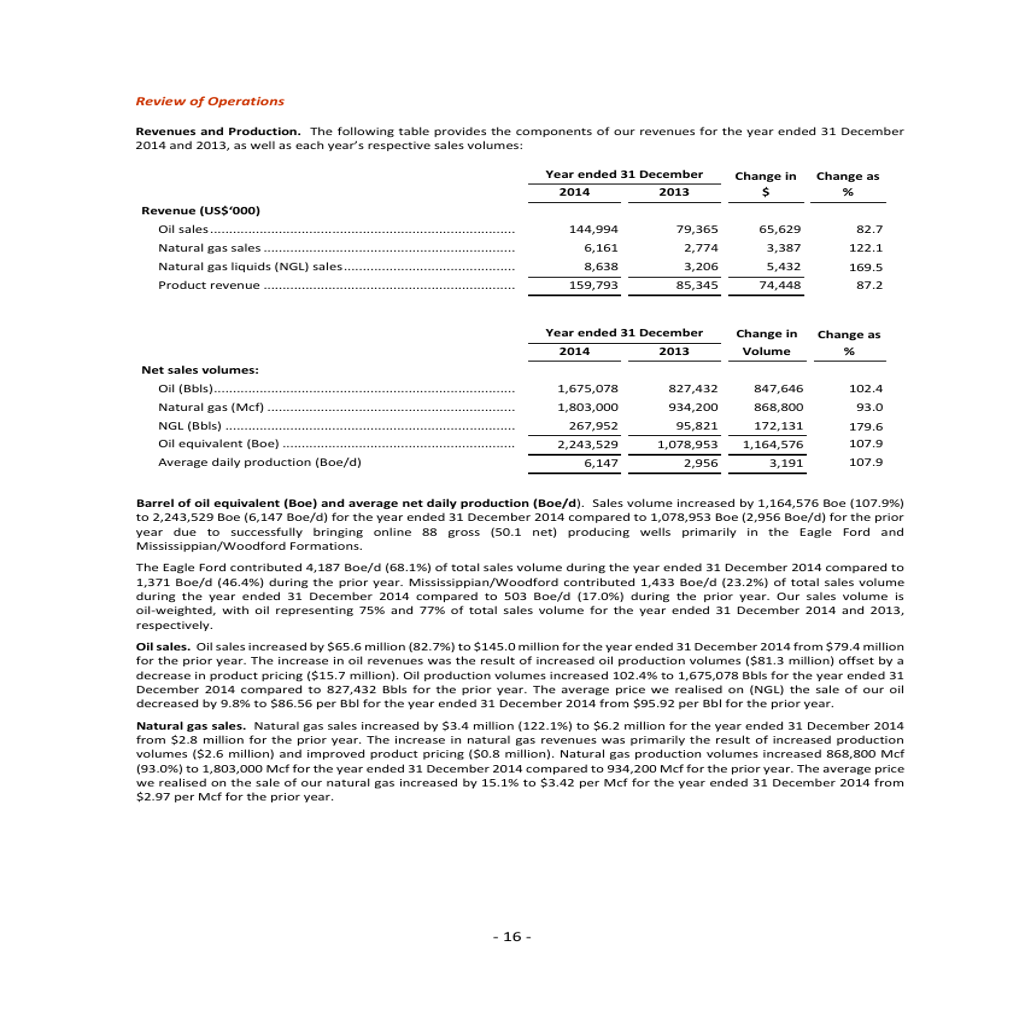 Review of Operations
Revenues and Production. The following table provides the components of our revenues for the year ended 31 December
2014 and 2013, as well as each year's respective sales volumes:
Year ended 31 December Change in Change as
2014 2013 $ %
Revenue (US$'000)
Oil sales ................................................................................ 144,994 79,365 65,629 82.7
Natural gas sales .................................................................. 6,161 2,774 3,387 122.1
Natural gas liquids (NGL) sales ............................................. 8,638 3,206 5,432 169.5
Product revenue .................................................................. 159,793 85,345 74,448 87.2
Year ended 31 December Change in Change as
2014 2013 Volume %
Net sales volumes:
Oil (Bbls) ............................................................................... 1,675,078 827,432 847,646 102.4
Natural gas (Mcf) ................................................................. 1,803,000 934,200 868,800 93.0
NGL (Bbls) ............................................................................ 267,952 95,821 172,131 179.6
Oil equivalent (Boe) ............................................................. 2,243,529 1,078,953 1,164,576 107.9
Average daily production (Boe/d) 6,147 2,956 3,191 107.9
Barrel of oil equivalent (Boe) and average net daily production (Boe/d). Sales volume increased by 1,164,576 Boe (107.9%)
to 2,243,529 Boe (6,147 Boe/d) for the year ended 31 December 2014 compared to 1,078,953 Boe (2,956 Boe/d) for the prior
year due to successfully bringing online 88 gross (50.1 net) producing wells primarily in the Eagle Ford and
Mississippian/Woodford Formations.
The Eagle Ford contributed 4,187 Boe/d (68.1%) of total sales volume during the year ended 31 December 2014 compared to
1,371 Boe/d (46.4%) during the prior year. Mississippian/Woodford contributed 1,433 Boe/d (23.2%) of total sales volume
during the year ended 31 December 2014 compared to 503 Boe/d (17.0%) during the prior year. Our sales volume is
oil-weighted, with oil representing 75% and 77% of total sales volume for the year ended 31 December 2014 and 2013,
respectively.
Oil sales. Oil sales increased by $65.6 million (82.7%) to $145.0 million for the year ended 31 December 2014 from $79.4 million
for the prior year. The increase in oil revenues was the result of increased oil production volumes ($81.3 million) offset by a
decrease in product pricing ($15.7 million). Oil production volumes increased 102.4% to 1,675,078 Bbls for the year ended 31
December 2014 compared to 827,432 Bbls for the prior year. The average price we realised on (NGL) the sale of our oil
decreased by 9.8% to $86.56 per Bbl for the year ended 31 December 2014 from $95.92 per Bbl for the prior year.
Natural gas sales. Natural gas sales increased by $3.4 million (122.1%) to $6.2 million for the year ended 31 December 2014
from $2.8 million for the prior year. The increase in natural gas revenues was primarily the result of increased production
volumes ($2.6 million) and improved product pricing ($0.8 million). Natural gas production volumes increased 868,800 Mcf
(93.0%) to 1,803,000 Mcf for the year ended 31 December 2014 compared to 934,200 Mcf for the prior year. The average price
we realised on the sale of our natural gas increased by 15.1% to $3.42 per Mcf for the year ended 31 December 2014 from
$2.97 per Mcf for the prior year.
- 16 -